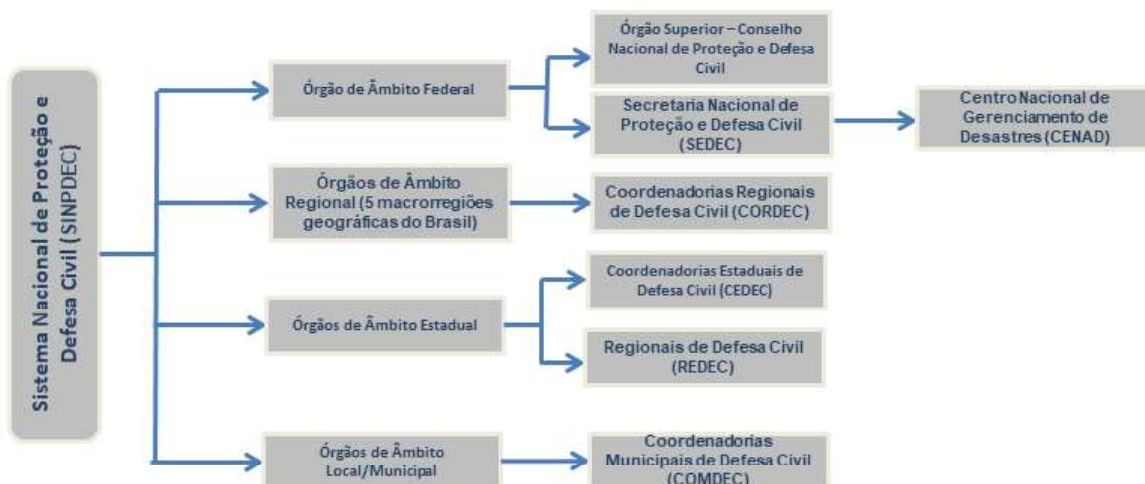 Sistema Nacional de Proteção e
Defesa Civil (SINPDEC)
Órgão de Âmbito Federal
Órgão Superior – Conselho
Nacional de Proteção e Defesa
Civil
Secretaria Nacional de
Proteção e Defesa Civil
(SEDEC)
Centro Nacional de
Gerenciamento de
Desastres (CENAD)
Órgãos de Âmbito
Regional (5 macrorregiões
geográficas do Brasil)
Coordenadorias Regionais
de Defesa Civil (CORDEC)
Órgãos de Âmbito Estadual
Coordenadorias Estaduais de
Defesa Civil (CEDEC)
Regionais de Defesa Civil
(REDEC)
Órgãos de Âmbito
Local/Municipal
Coordenadorias
Municipais de Defesa Civil
(COMDEC)